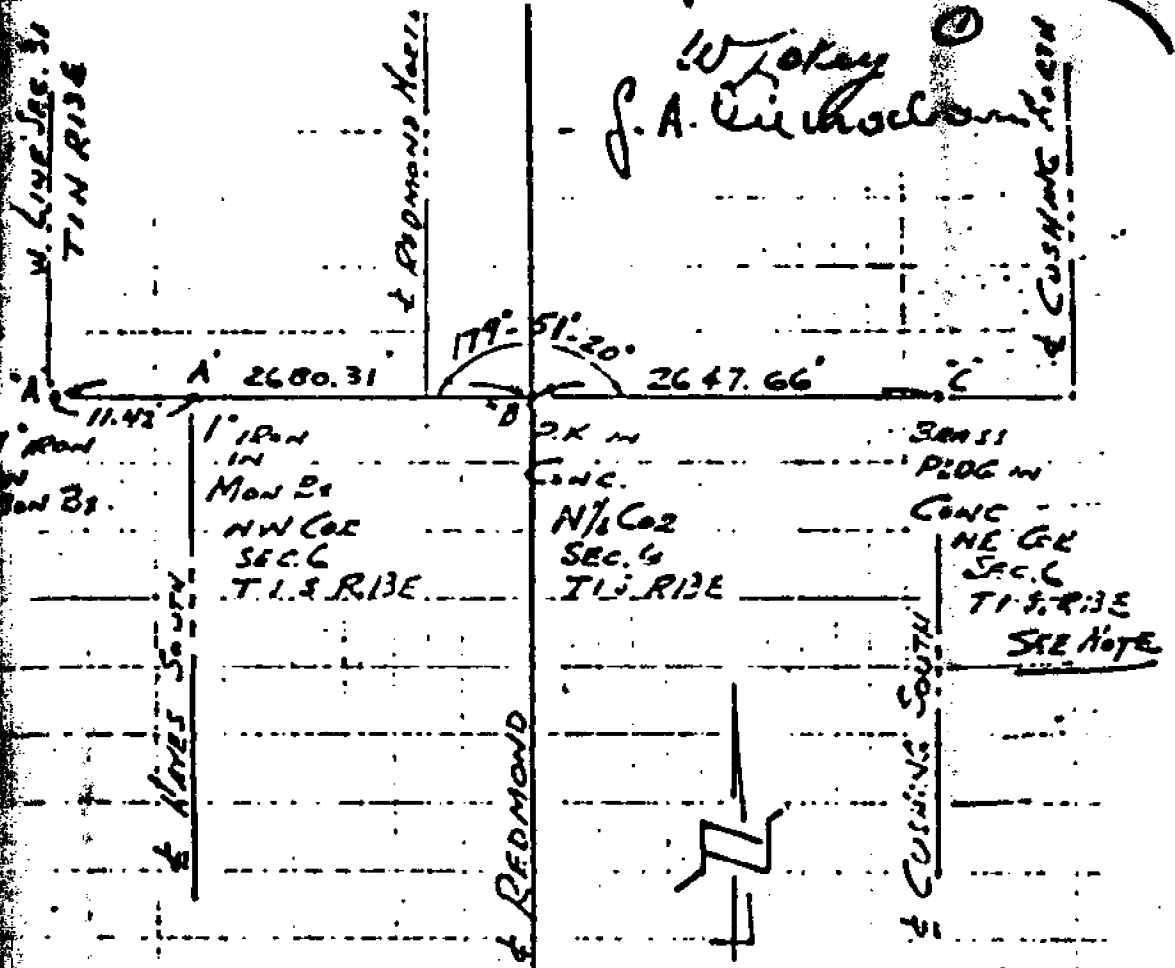 ①
W. LINE SEC. 31
T1N R13E
℄ REDMOND NORTH
℄ CUSHING NORTH
W Tokay
J. A.
179°-51'-20"
"A"
A'
2680.31
"B"
2647.66'
"C"
11.42'
1" IRON
IN
MON BX.
1" IRON
IN
MON BX
NW COR
SEC. 6
T1S R13E
P.K IN
CONC.
N¼ COR
SEC. 6
T1S R13E
BRASS
PLUG IN
CONC
NE COR
SEC. 6
T1S R13E
SEE NOTE
℄ HAYES SOUTH
℄ REDMOND
℄ CUSHING SOUTH